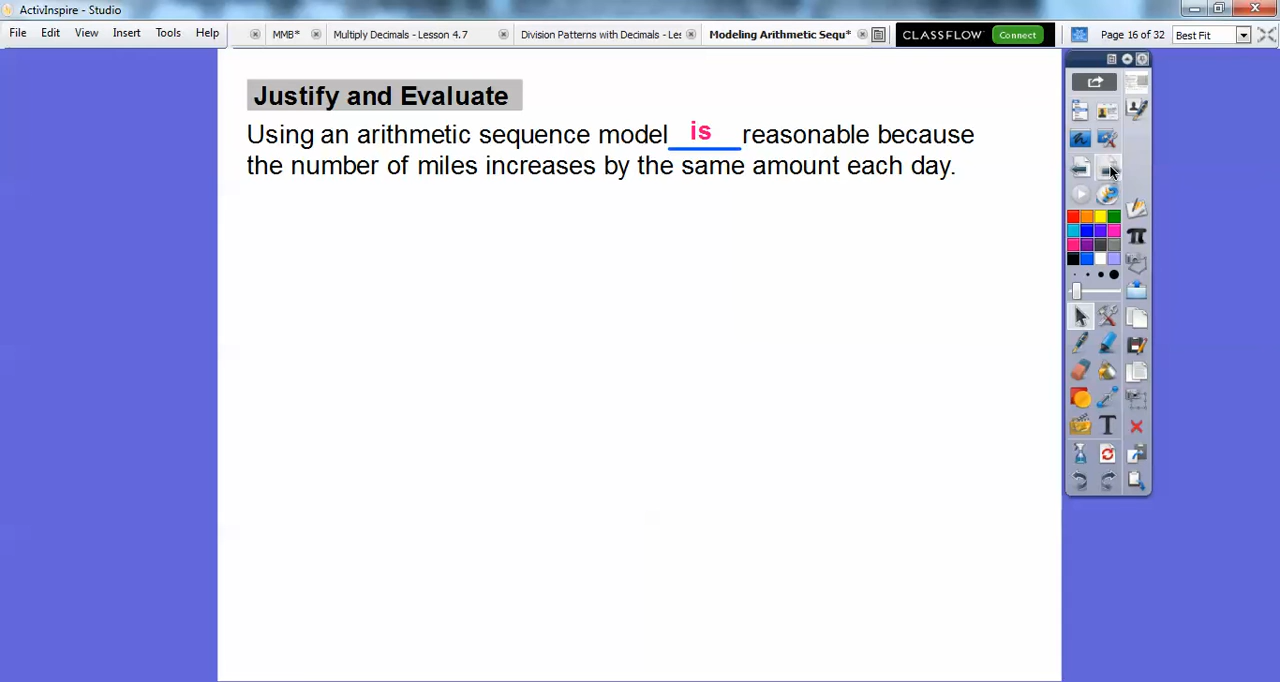 ActivInspire - Studio
File Edit View Insert Tools Help
MMB* Multiply Decimals - Lesson 4.7 Division Patterns with Decimals - Les Modeling Arithmetic Sequ* CLASSFLOW Connect Page 16 of 32 Best Fit
Justify and Evaluate
Using an arithmetic sequence model is reasonable because
the number of miles increases by the same amount each day.